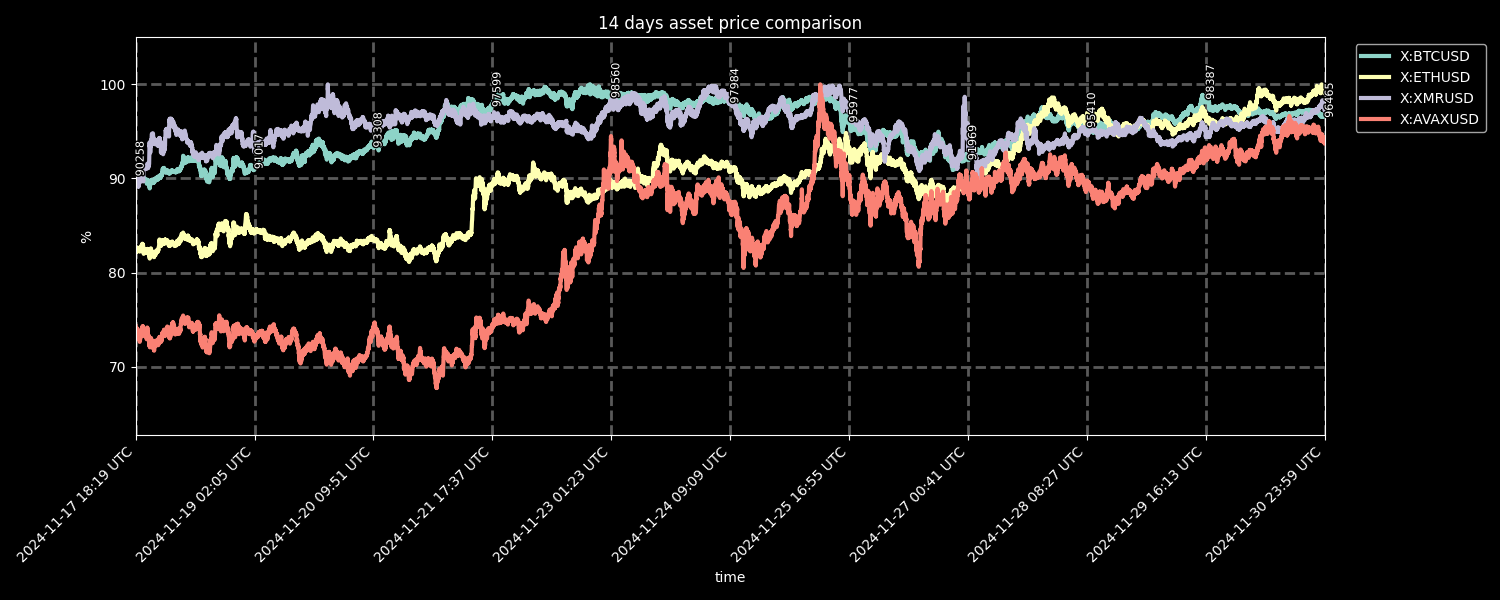 14 days asset price comparison
X:BTCUSD
X:ETHUSD
X:XMRUSD
X:AVAXUSD
%
100
90
80
70
90258
91017
93308
97599
98560
97984
95977
91969
95410
98387
96465
2024-11-17 18:19 UTC
2024-11-19 02:05 UTC
2024-11-20 09:51 UTC
2024-11-21 17:37 UTC
2024-11-23 01:23 UTC
2024-11-24 09:09 UTC
2024-11-25 16:55 UTC
2024-11-27 00:41 UTC
2024-11-28 08:27 UTC
2024-11-29 16:13 UTC
2024-11-30 23:59 UTC
time